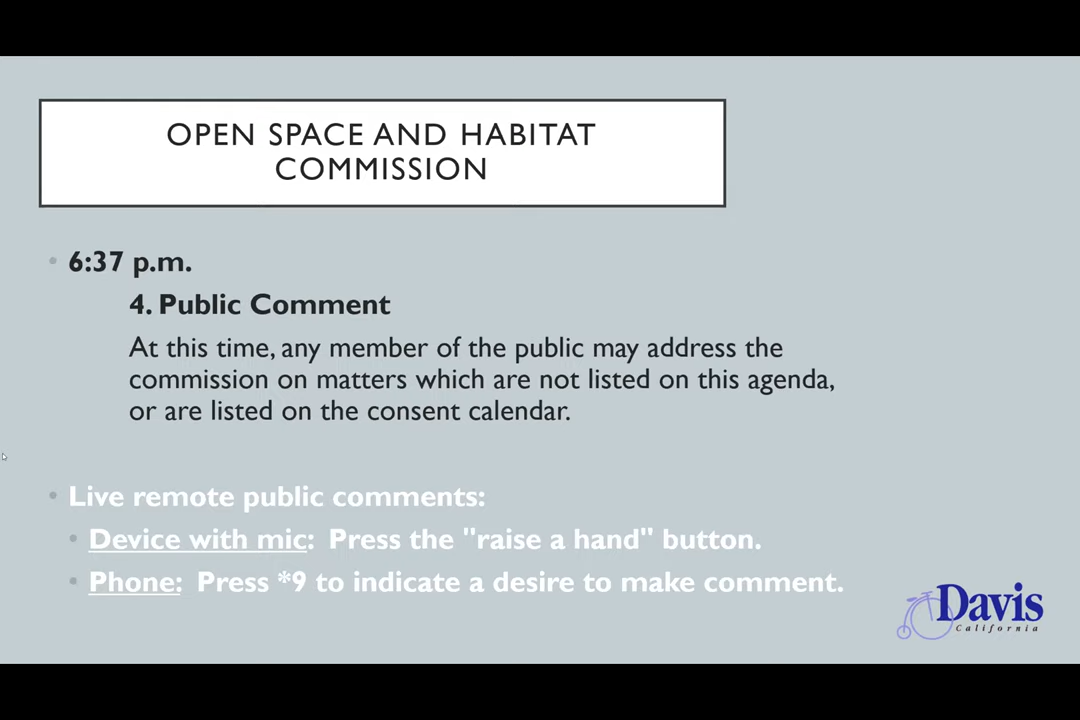 OPEN SPACE AND HABITAT
COMMISSION
• 6:37 p.m.
4. Public Comment
At this time, any member of the public may address the
commission on matters which are not listed on this agenda,
or are listed on the consent calendar.
• Live remote public comments:
• Device with mic: Press the "raise a hand" button.
• Phone: Press *9 to indicate a desire to make comment.
Davis
California